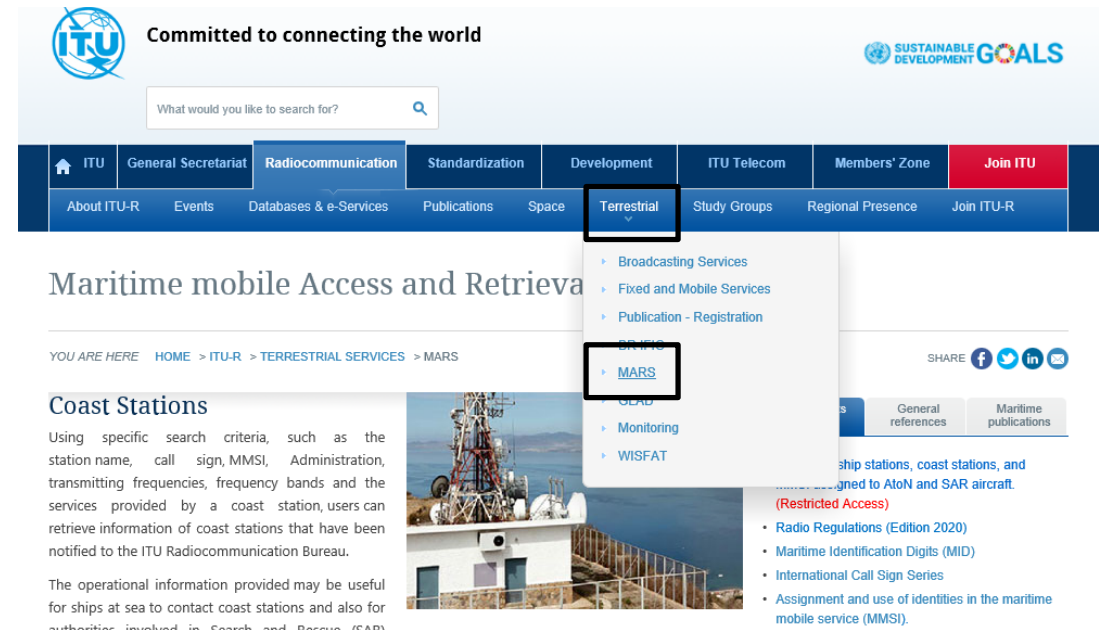 ITU
Committed to connecting the world
SUSTAINABLE
DEVELOPMENT GOALS
What would you like to search for?
ITU General Secretariat Radiocommunication Standardization Development ITU Telecom Members' Zone Join ITU
About ITU-R Events Databases & e-Services Publications Space Terrestrial Study Groups Regional Presence Join ITU-R
Broadcasting Services
Fixed and Mobile Services
Publication - Registration
MARS
GLAD
Monitoring
WISFAT
Maritime mobile Access and Retrieva
YOU ARE HERE HOME > ITU-R > TERRESTRIAL SERVICES > MARS
SHARE
Coast Stations
Using specific search criteria, such as the
station name, call sign, MMSI, Administration,
transmitting frequencies, frequency bands and the
services provided by a coast station, users can
retrieve information of coast stations that have been
notified to the ITU Radiocommunication Bureau.
The operational information provided may be useful
for ships at sea to contact coast stations and also for
authorities involved in Search and Rescue (SAR)
General
references
Maritime
publications
ship stations, coast stations, and
assigned to AtoN and SAR aircraft.
(Restricted Access)
• Radio Regulations (Edition 2020)
• Maritime Identification Digits (MID)
• International Call Sign Series
• Assignment and use of identities in the maritime
mobile service (MMSI).